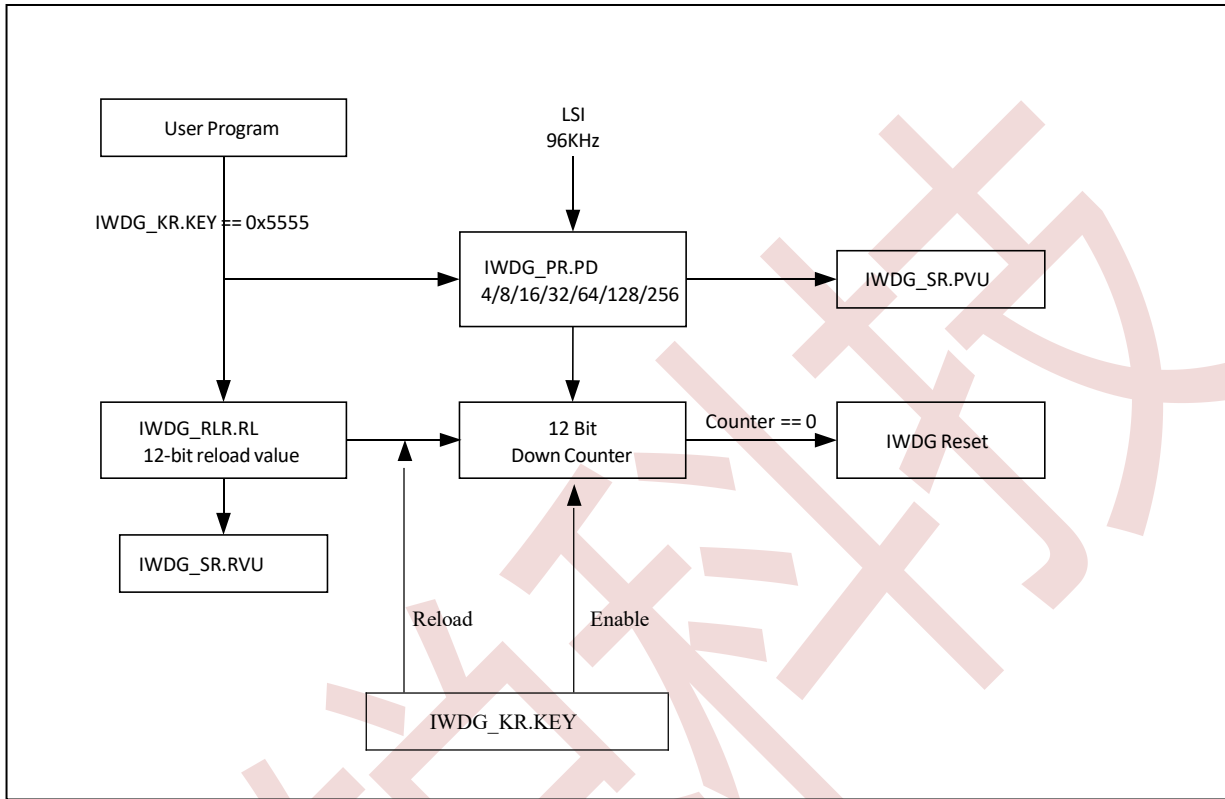 User Program
LSI
96KHz
IWDG_KR.KEY == 0x5555
IWDG_PR.PD
4/8/16/32/64/128/256
IWDG_SR.PVU
IWDG_RLR.RL
12-bit reload value
12 Bit
Down Counter
Counter == 0
IWDG Reset
IWDG_SR.RVU
Reload
Enable
IWDG_KR.KEY
科技